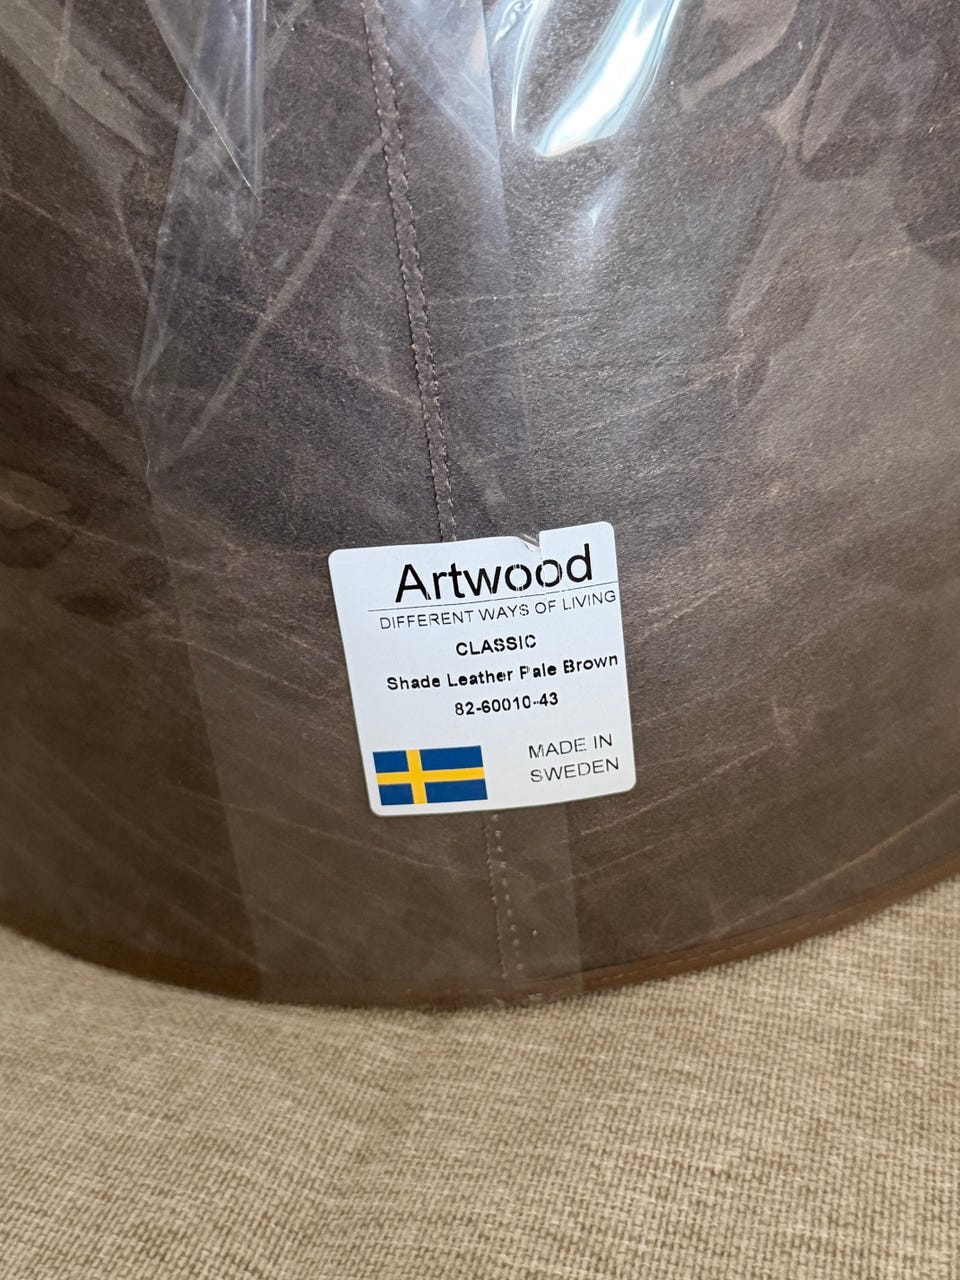 Artwood
DIFFERENT WAYS OF LIVING
CLASSIC
Shade Leather Pale Brown
82-60010-43
MADE IN
SWEDEN